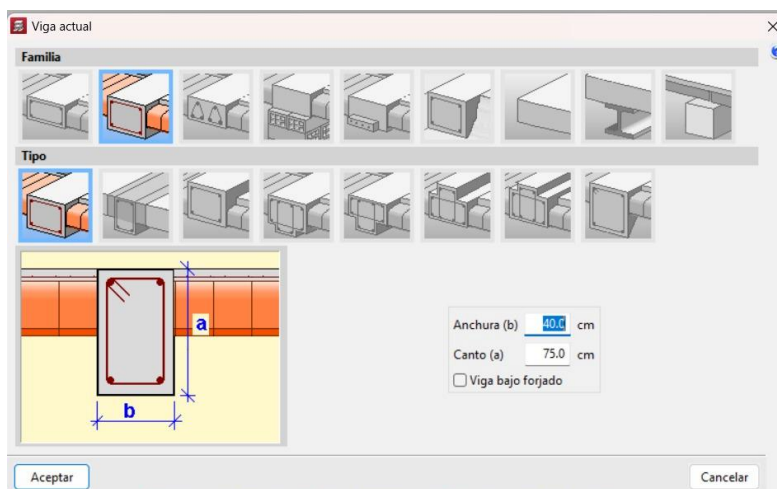 Viga actual
Familia
Tipo
a
b
Anchura (b) 40.0 cm
Canto (a) 75.0 cm
Viga bajo forjado
Aceptar
Cancelar